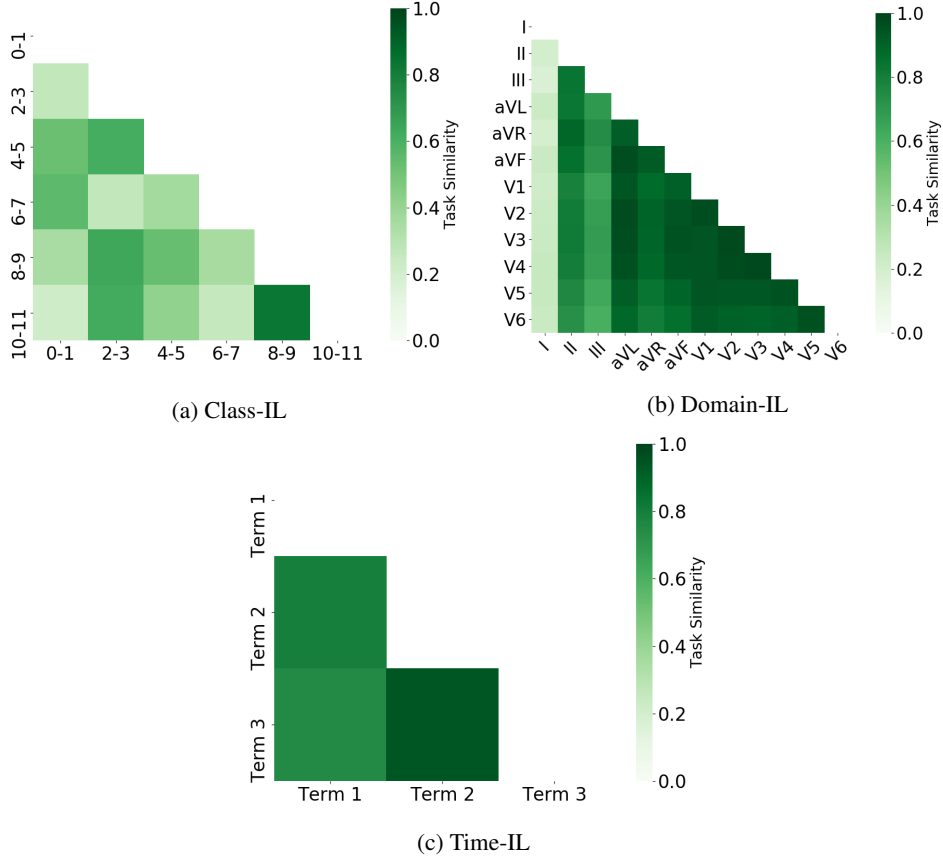 0-1
2-3
4-5
6-7
8-9
10-11
0-1 2-3 4-5 6-7 8-9 10-11
1.0
0.8
0.6
0.4
0.2
0.0
Task Similarity
(a) Class-IL
I
II
III
aVL
aVR
aVF
V1
V2
V3
V4
V5
V6
I II III aVL aVR aVF V1 V2 V3 V4 V5 V6
1.0
0.8
0.6
0.4
0.2
0.0
Task Similarity
(b) Domain-IL
Term 1
Term 2
Term 3
Term 1 Term 2 Term 3
1.0
0.8
0.6
0.4
0.2
0.0
Task Similarity
(c) Time-IL